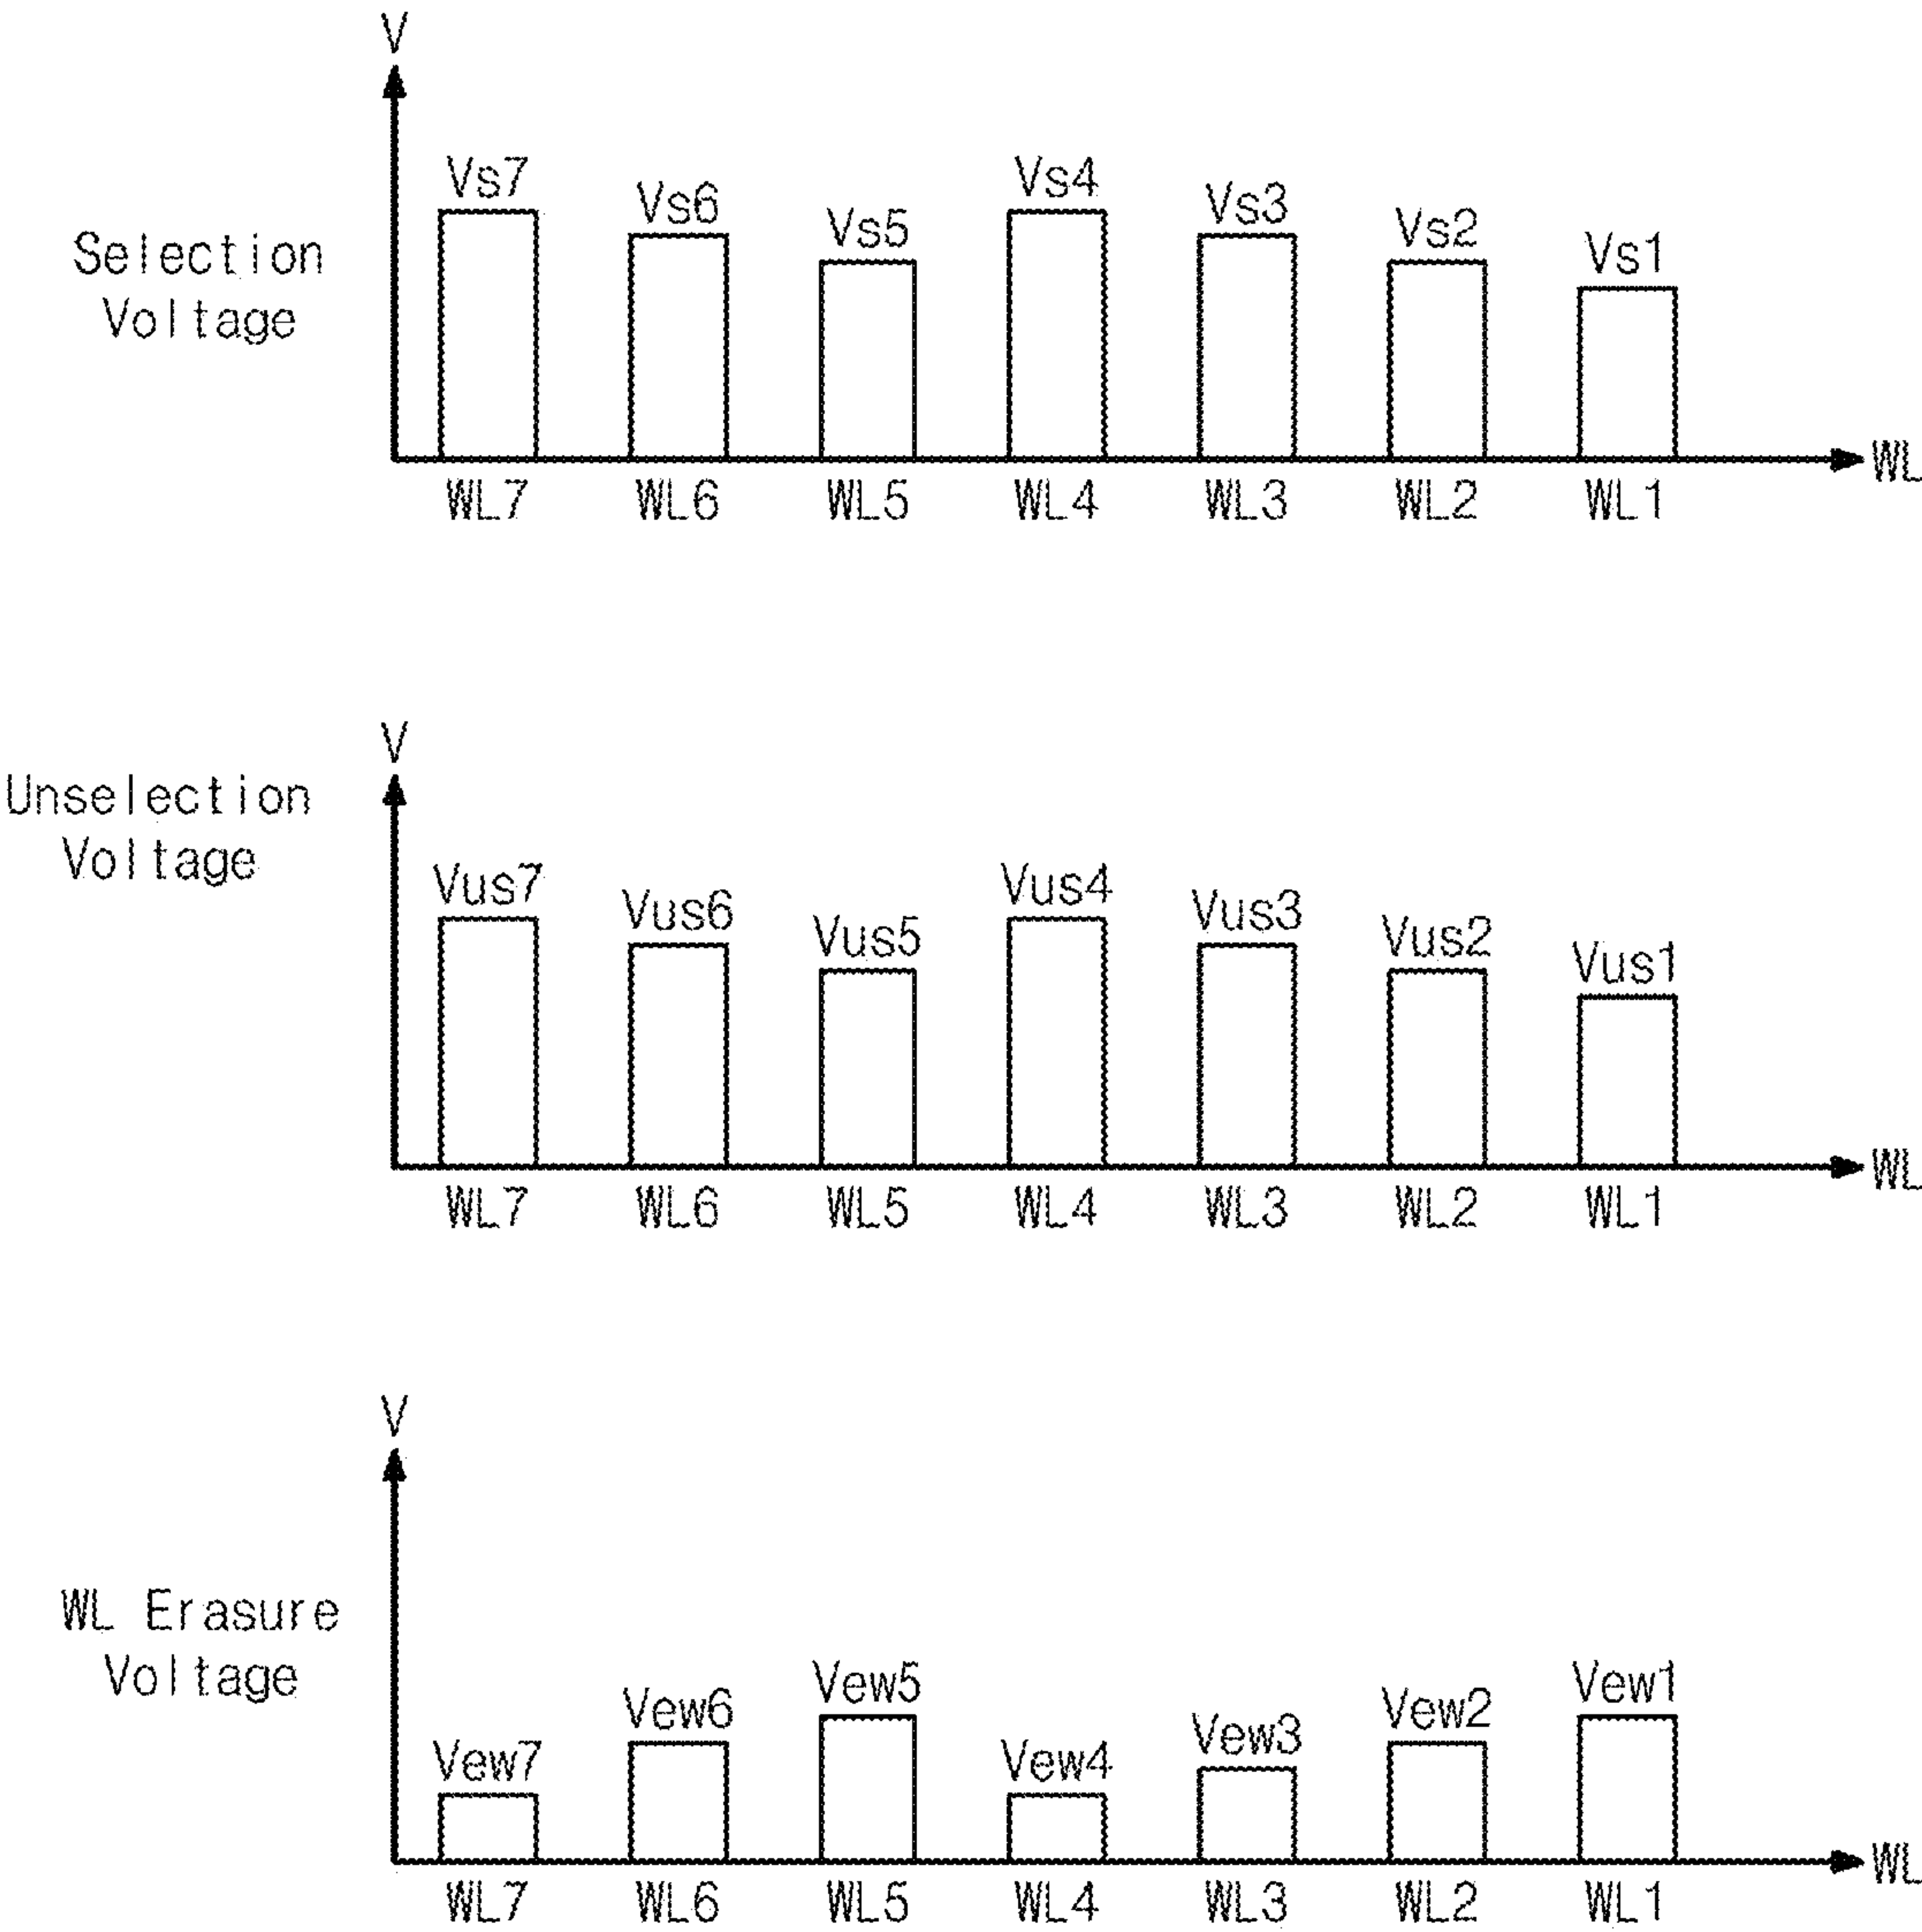 V
Vs7 Vs6 Vs5 Vs4 Vs3 Vs2 Vs1
Selection
Voltage
WL
WL7 WL6 WL5 WL4 WL3 WL2 WL1
V
Unselection
Voltage
Vus7 Vus6 Vus5 Vus4 Vus3 Vus2 Vus1
WL
WL7 WL6 WL5 WL4 WL3 WL2 WL1
V
WL Erasure
Voltage
Vew7 Vew6 Vew5 Vew4 Vew3 Vew2 Vew1
WL
WL7 WL6 WL5 WL4 WL3 WL2 WL1